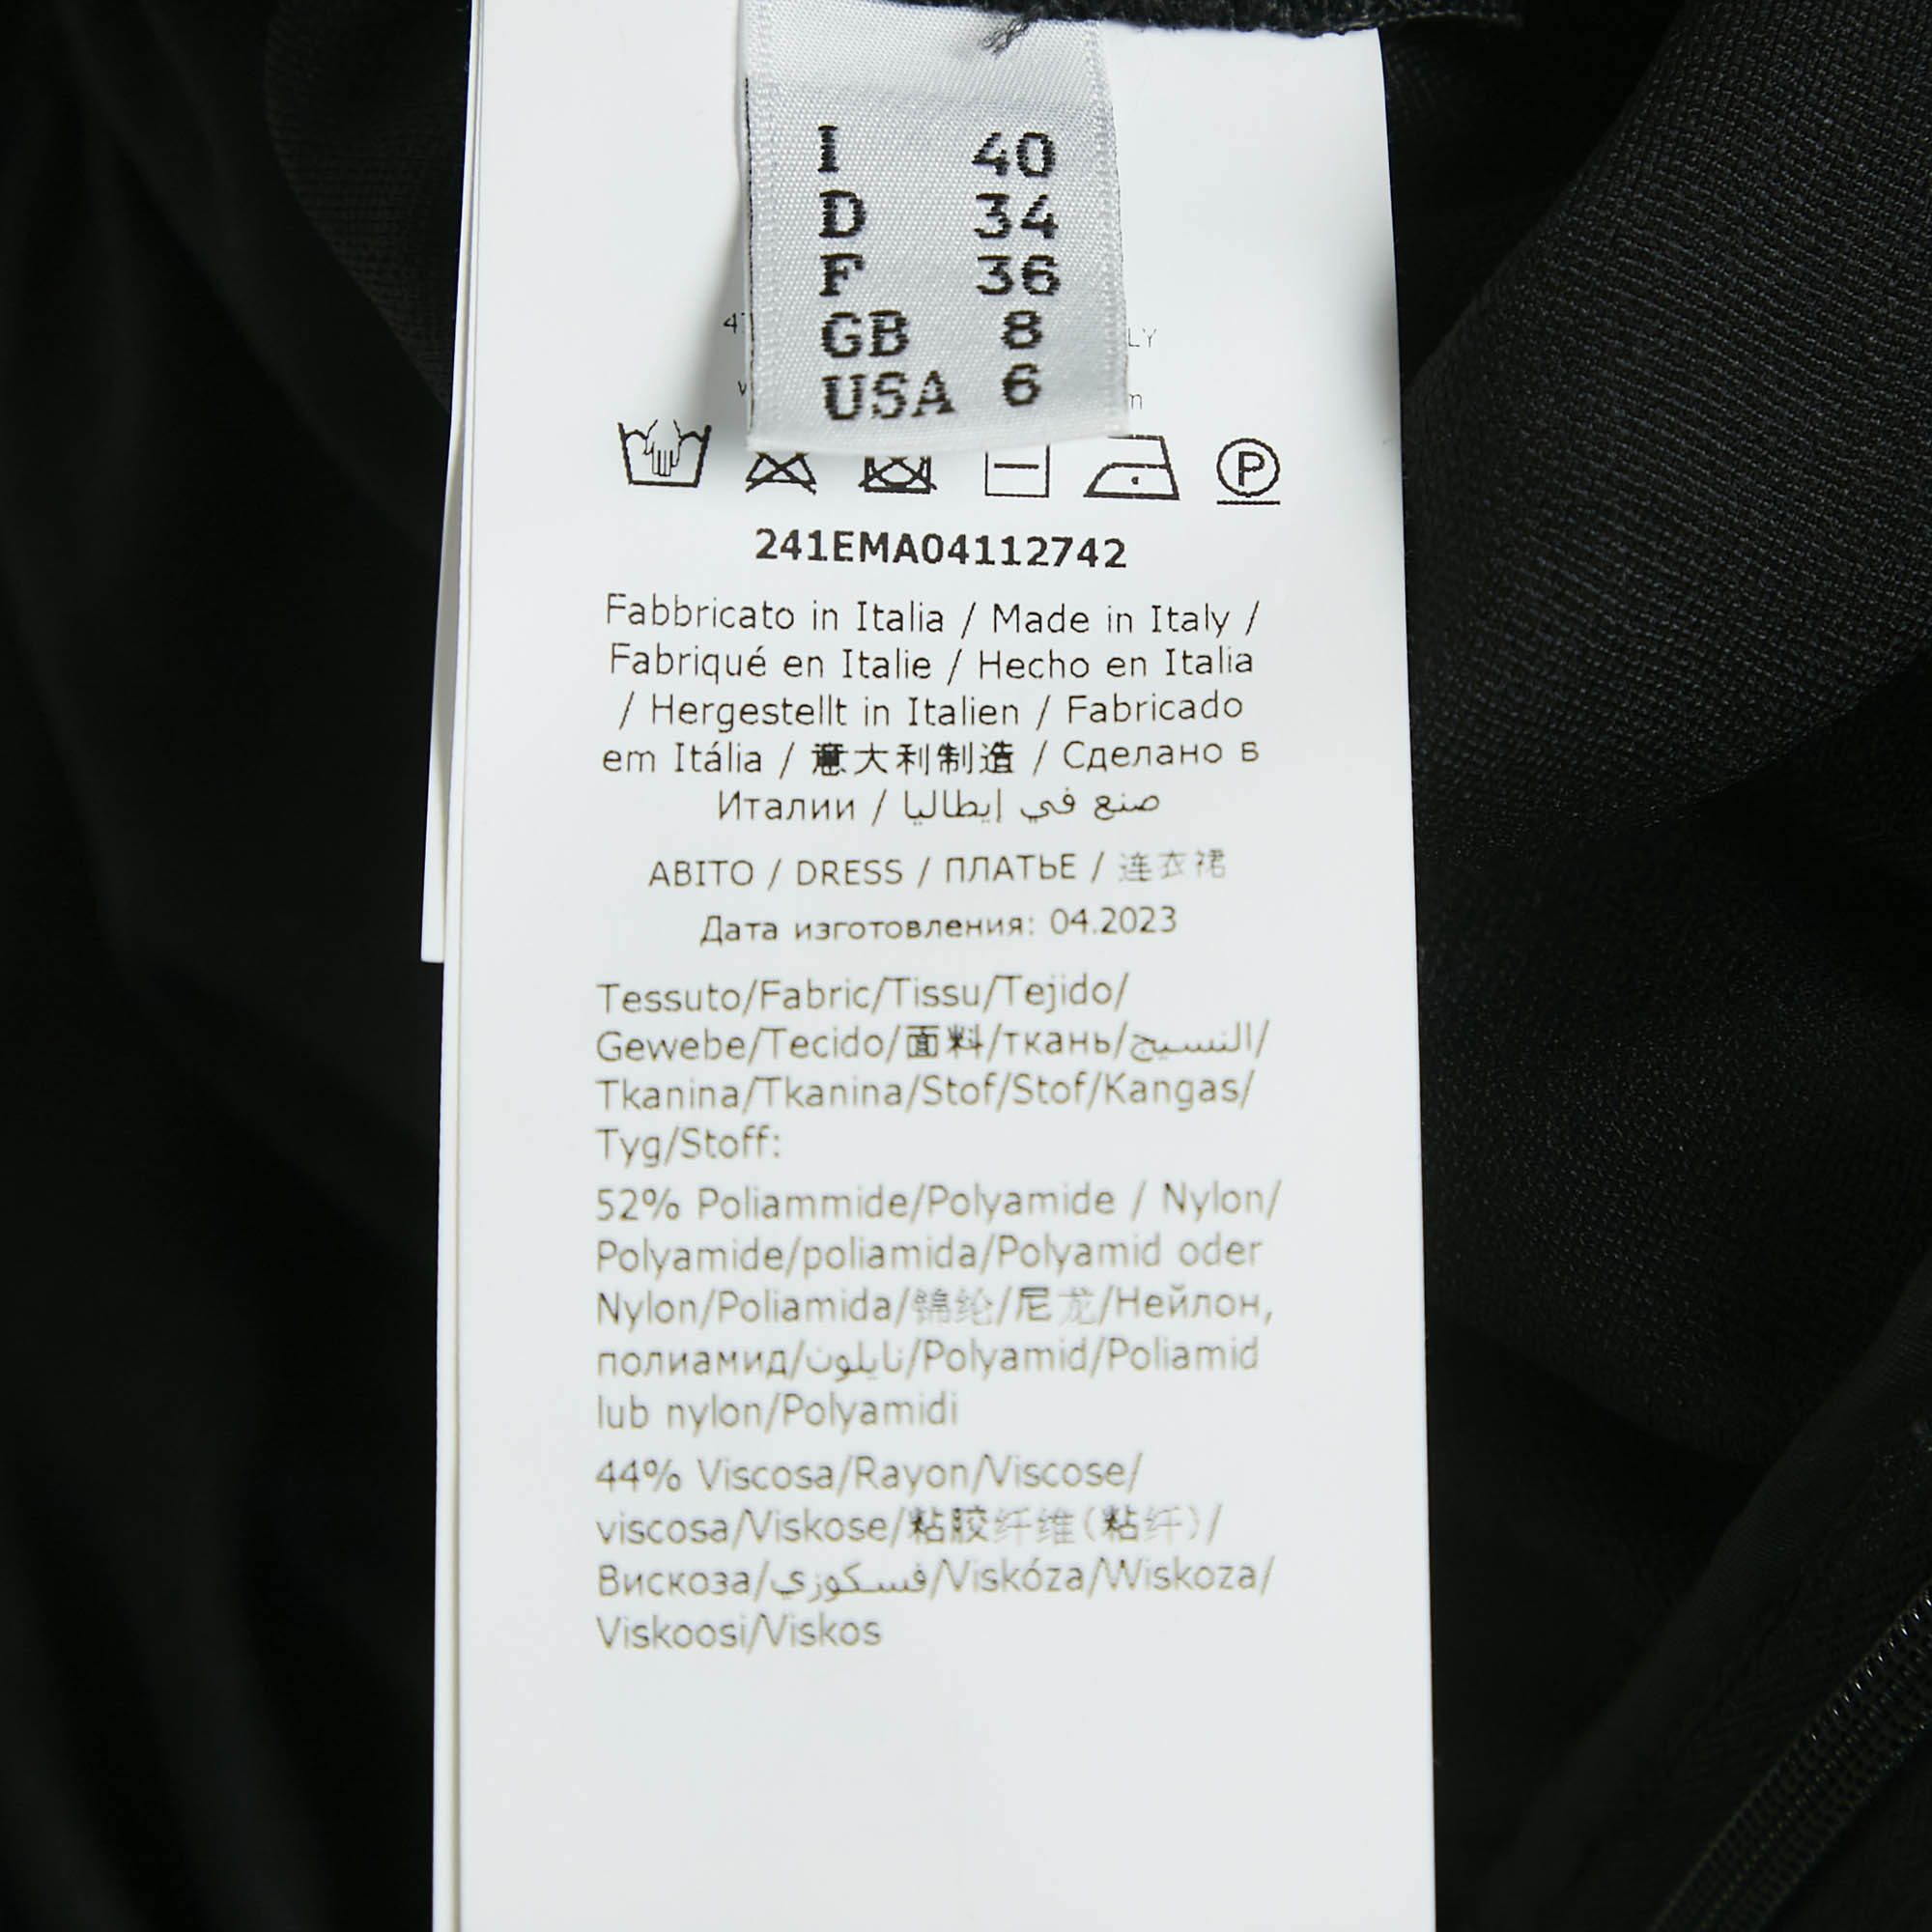 I 40
D 34
F 36
GB 8
USA 6
LY
P
241EMA04112742
Fabbricato in Italia / Made in Italy /
Fabriqué en Italie / Hecho en Italia
/ Hergestellt in Italien / Fabricado
em Itália / 意大利制造 / Сделано в
Италии / صنع في إيطاليا
ABITO / DRESS / ПЛАТЬЕ / 连衣裙
Дата изготовления: 04.2023
Tessuto/Fabric/Tissu/Tejido/
Gewebe/Tecido/面料/ткань/النسيج/
Tkanina/Tkanina/Stof/Stof/Kangas/
Tyg/Stoff:
52% Poliammide/Polyamide / Nylon/
Polyamide/poliamida/Polyamid oder
Nylon/Poliamida/锦纶/尼龙/Нейлон,
полиамид/نايلون/Polyamid/Poliamid
lub nylon/Polyamidi
44% Viscosa/Rayon/Viscose/
viscosa/Viskose/粘胶纤维(粘纤)/
Вискоза/فسكوزي/Viskóza/Wiskoza/
Viskoosi/Viskos